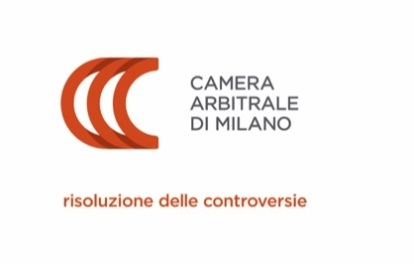 CAMERA
ARBITRALE
DI MILANO
risoluzione delle controversie